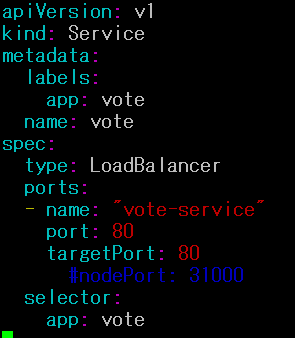 apiVersion: v1
kind: Service
metadata:
  labels:
    app: vote
  name: vote
spec:
  type: LoadBalancer
  ports:
  - name: "vote-service"
    port: 80
    targetPort: 80
      #nodePort: 31000
  selector:
    app: vote